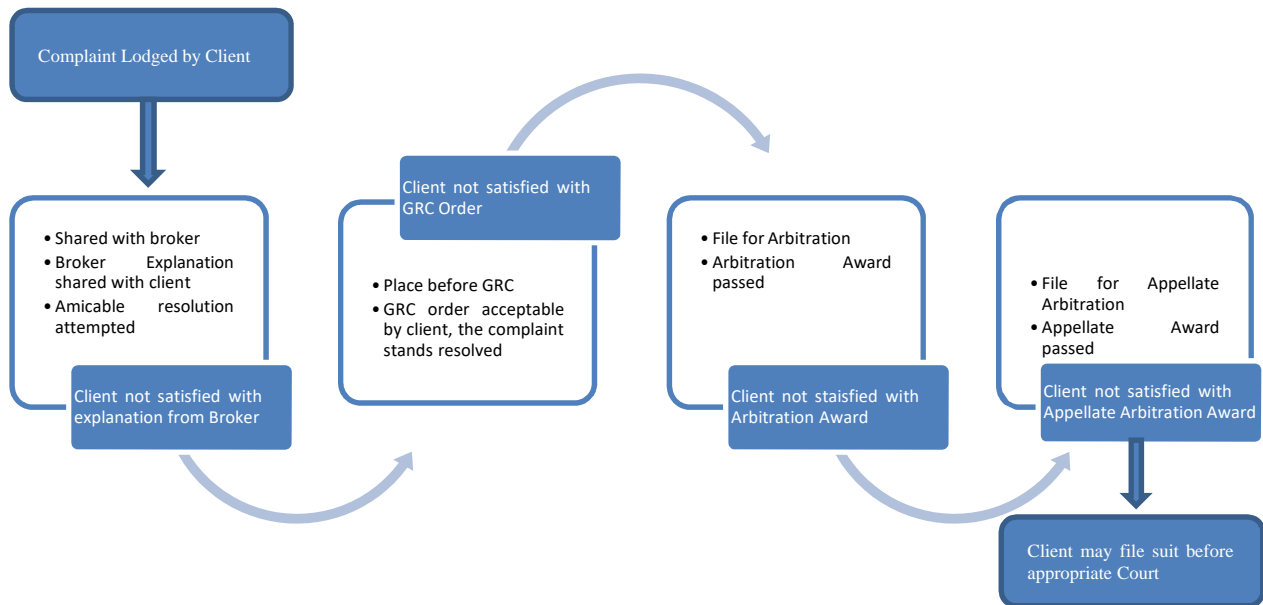 Complaint Lodged by Client
• Shared with broker
• Broker Explanation
shared with client
• Amicable resolution
attempted
Client not satisfied with
explanation from Broker
Client not satisfied with
GRC Order
• Place before GRC
• GRC order acceptable
by client, the complaint
stands resolved
• File for Arbitration
• Arbitration Award
passed
Client not staisfied with
Arbitration Award
• File for Appellate
Arbitration
• Appellate Award
passed
Client not satisfied with
Appellate Arbitration Award
Client may file suit before
appropriate Court